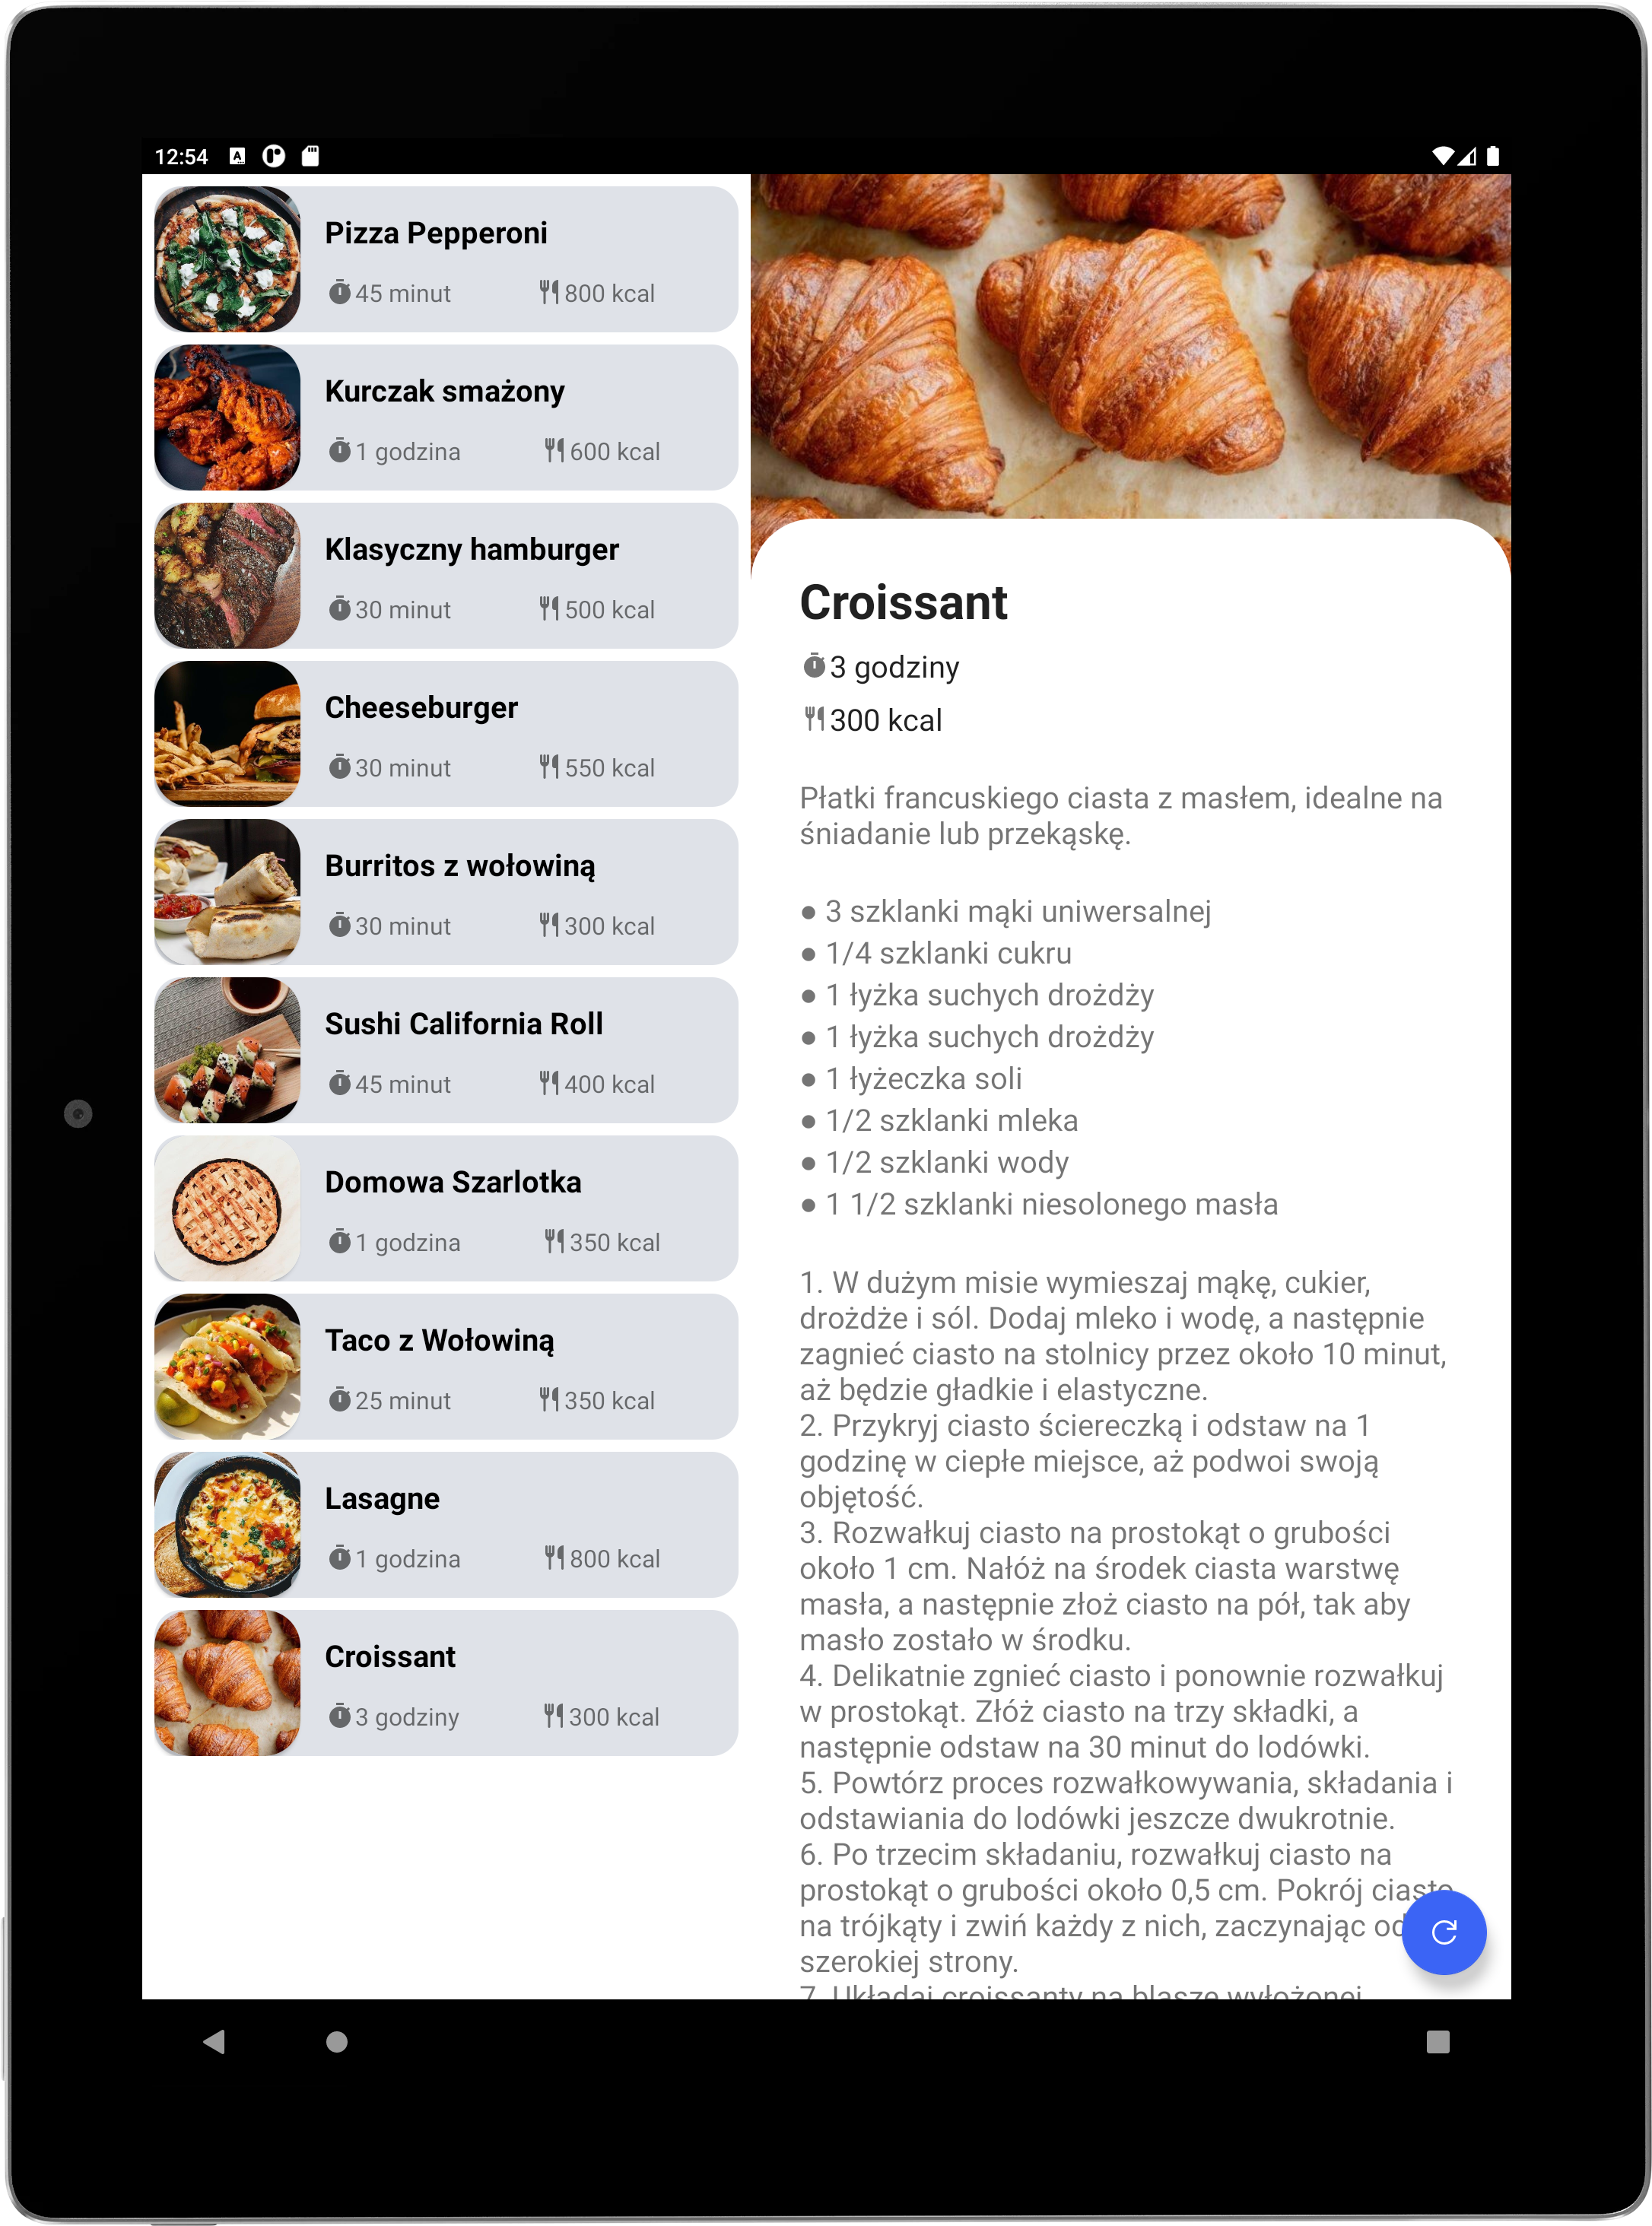 12:54
Pizza Pepperoni
45 minut 800 kcal
Kurczak smażony
1 godzina 600 kcal
Klasyczny hamburger
30 minut 500 kcal
Cheeseburger
30 minut 550 kcal
Burritos z wołowiną
30 minut 300 kcal
Sushi California Roll
45 minut 400 kcal
Domowa Szarlotka
1 godzina 350 kcal
Taco z Wołowiną
25 minut 350 kcal
Lasagne
1 godzina 800 kcal
Croissant
3 godziny 300 kcal
Croissant
3 godziny
300 kcal
Płatki francuskiego ciasta z masłem, idealne na
śniadanie lub przekąskę.
● 3 szklanki mąki uniwersalnej
● 1/4 szklanki cukru
● 1 łyżka suchych drożdży
● 1 łyżka suchych drożdży
● 1 łyżeczka soli
● 1/2 szklanki mleka
● 1/2 szklanki wody
● 1 1/2 szklanki niesolonego masła
1. W dużym misie wymieszaj mąkę, cukier,
drożdże i sól. Dodaj mleko i wodę, a następnie
zagnieć ciasto na stolnicy przez około 10 minut,
aż będzie gładkie i elastyczne.
2. Przykryj ciasto ściereczką i odstaw na 1
godzinę w ciepłe miejsce, aż podwoi swoją
objętość.
3. Rozwałkuj ciasto na prostokąt o grubości
około 1 cm. Nałóż na środek ciasta warstwę
masła, a następnie złoż ciasto na pół, tak aby
masło zostało w środku.
4. Delikatnie zgnieć ciasto i ponownie rozwałkuj
w prostokąt. Złóż ciasto na trzy składki, a
następnie odstaw na 30 minut do lodówki.
5. Powtórz proces rozwałkowywania, składania i
odstawiania do lodówki jeszcze dwukrotnie.
6. Po trzecim składaniu, rozwałkuj ciasto na
prostokąt o grubości około 0,5 cm. Pokrój ciasto
na trójkąty i zwiń każdy z nich, zaczynając od
szerokiej strony.
7. Układaj croissanty na blasze wyłożonej